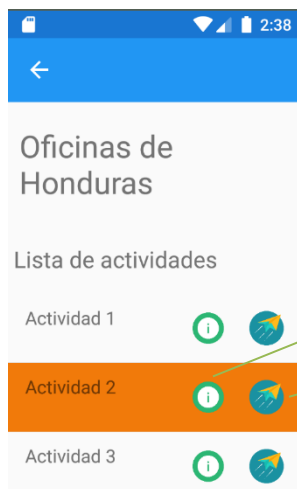 2:38
Oficinas de
Honduras
Lista de actividades
Actividad 1
Actividad 2
Actividad 3